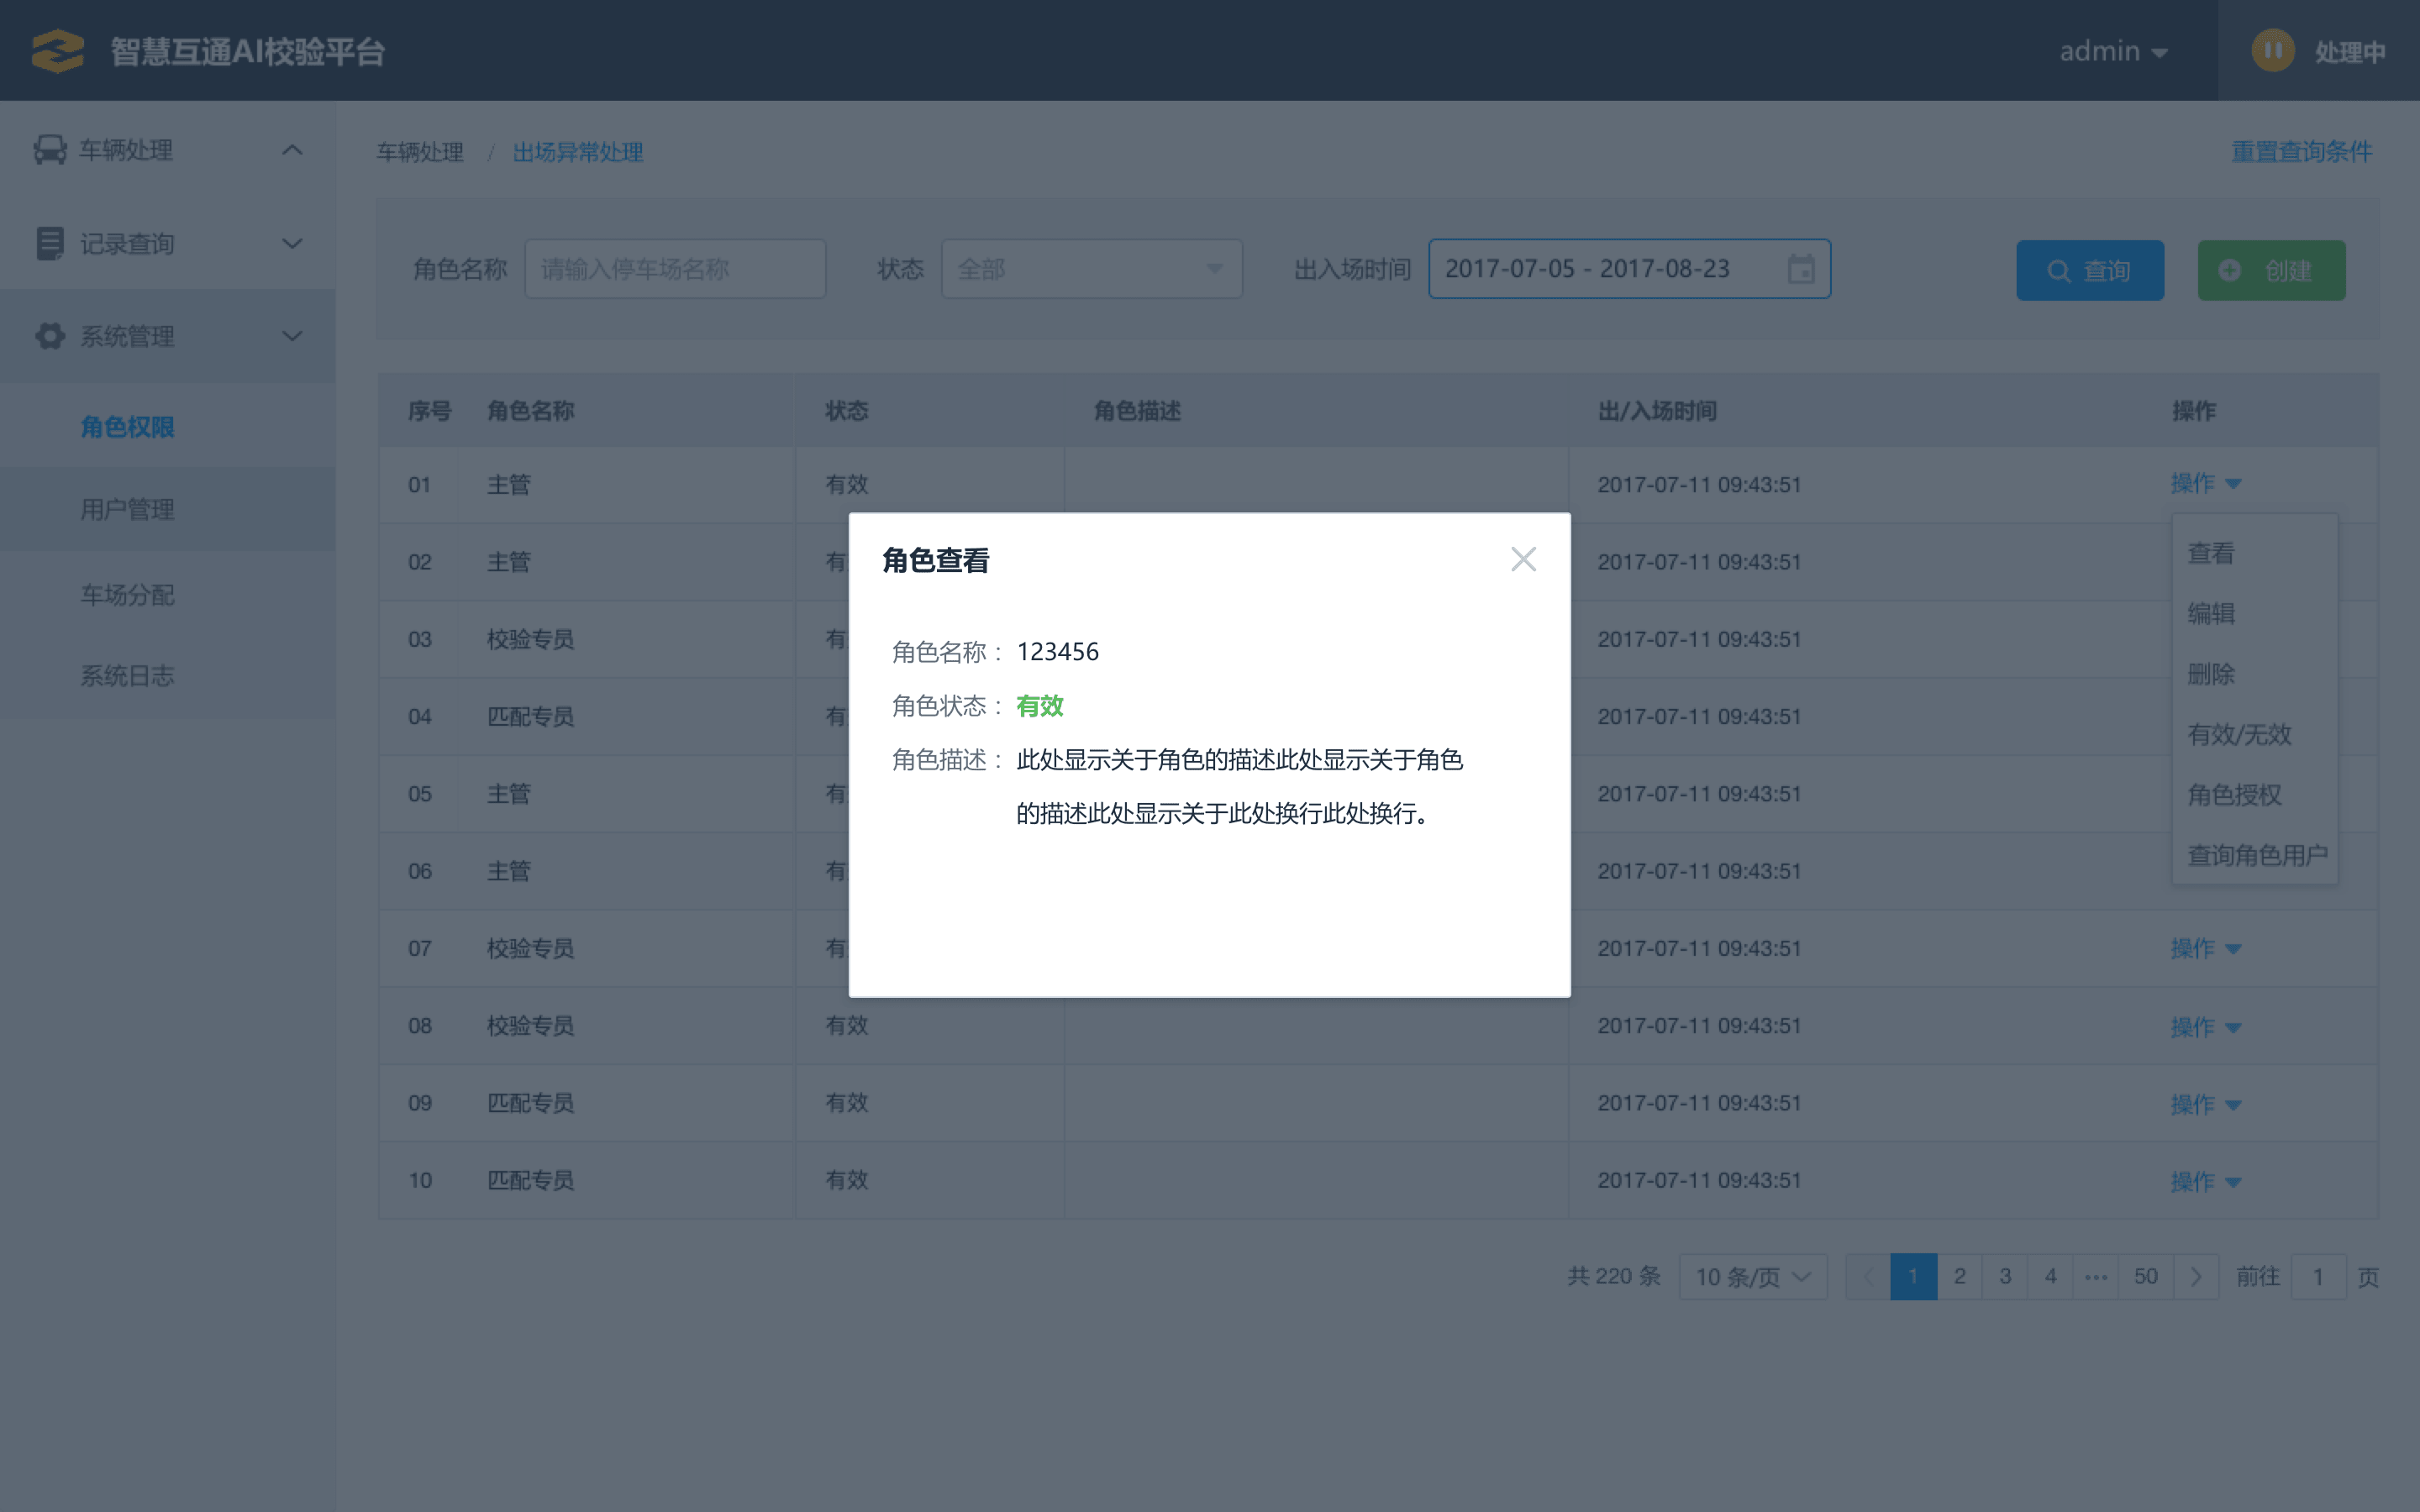 智慧互通AI校验平台
admin
处理中
车辆处理
记录查询
系统管理
角色权限
用户管理
车场分配
系统日志
车辆处理 / 出场异常处理
重置查询条件
角色名称 请输入停车场名称 状态 全部 出入场时间 2017-07-05 - 2017-08-23 查询 创建
序号 角色名称 状态 角色描述 出/入场时间 操作
01 主管 有效 2017-07-11 09:43:51 操作
02 主管 有 2017-07-11 09:43:51
03 校验专员 有 2017-07-11 09:43:51
04 匹配专员 有 2017-07-11 09:43:51
05 主管 有 2017-07-11 09:43:51
06 主管 有 2017-07-11 09:43:51
07 校验专员 有 2017-07-11 09:43:51 操作
08 校验专员 有效 2017-07-11 09:43:51 操作
09 匹配专员 有效 2017-07-11 09:43:51 操作
10 匹配专员 有效 2017-07-11 09:43:51 操作
查看
编辑
删除
有效/无效
角色授权
查询角色用户
角色查看
角色名称： 123456
角色状态： 有效
角色描述： 此处显示关于角色的描述此处显示关于角色
的描述此处显示关于此处换行此处换行。
共 220 条 10 条/页 1 2 3 4 ··· 50 前往 1 页